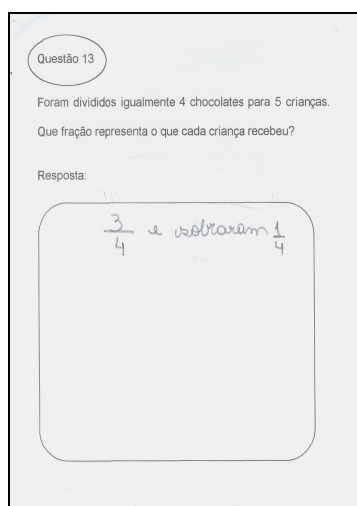 Questão 13
Foram divididos igualmente 4 chocolates para 5 crianças.
Que fração representa o que cada criança recebeu?
Resposta:
3/4 e sobraram 1/4